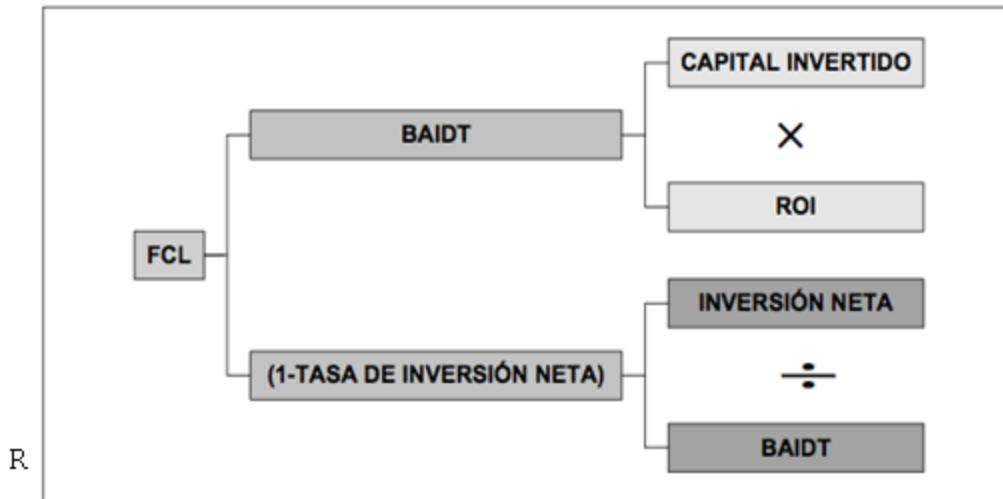 CAPITAL INVERTIDO
BAIDT
×
ROI
FCL
INVERSIÓN NETA
(1-TASA DE INVERSIÓN NETA)
÷
BAIDT
R